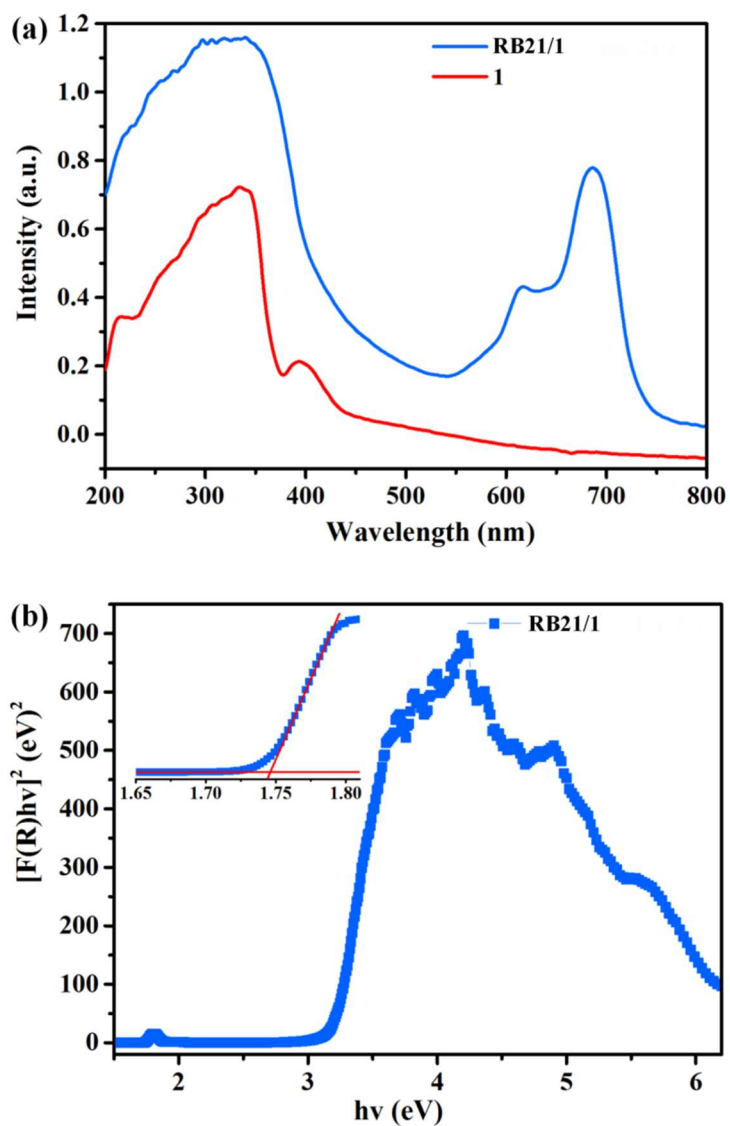 (a)
1.2
1.0
0.8
0.6
0.4
0.2
0.0
Intensity (a.u.)
RB21/1
1
200 300 400 500 600 700 800
Wavelength (nm)
(b)
700
600
500
400
300
200
100
0
[F(R)hv]² (eV)²
RB21/1
1.65 1.70 1.75 1.80
2 3 4 5 6
hv (eV)